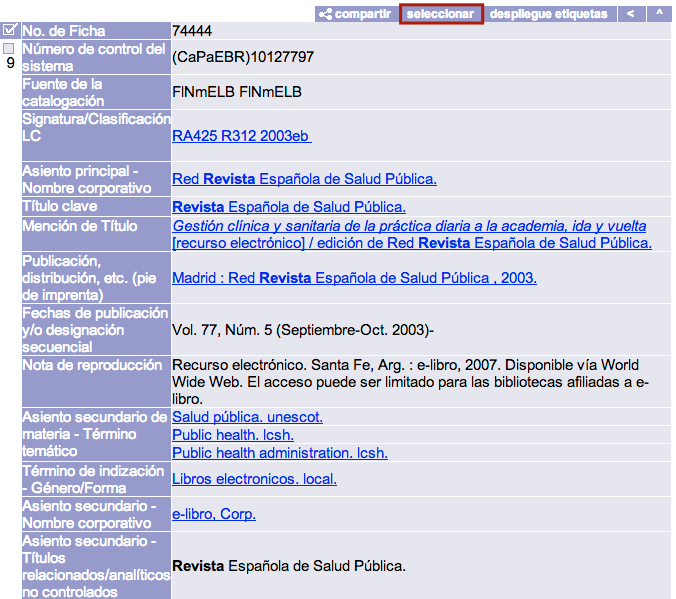 compartir seleccionar despliegue etiquetas < ^
No. de Ficha 74444
9
Número de control del
sistema
(CaPaEBR)10127797
Fuente de la
catalogación
FlNmELB FlNmELB
Signatura/Clasificación
LC
RA425 R312 2003eb
Asiento principal -
Nombre corporativo
Red Revista Española de Salud Pública.
Título clave
Revista Española de Salud Pública.
Mención de Título
Gestión clínica y sanitaria de la práctica diaria a la academia, ida y vuelta
[recurso electrónico] / edición de Red Revista Española de Salud Pública.
Publicación,
distribución, etc. (pie
de imprenta)
Madrid : Red Revista Española de Salud Pública , 2003.
Fechas de publicación
y/o designación
secuencial
Vol. 77, Núm. 5 (Septiembre-Oct. 2003)-
Nota de reproducción
Recurso electrónico. Santa Fe, Arg. : e-libro, 2007. Disponible vía World
Wide Web. El acceso puede ser limitado para las bibliotecas afiliadas a e-
libro.
Asiento secundario de
materia - Término
temático
Salud pública. unescot.
Public health. lcsh.
Public health administration. lcsh.
Término de indización
- Género/Forma
Libros electronicos. local.
Asiento secundario -
Nombre corporativo
e-libro, Corp.
Asiento secundario -
Títulos
relacionados/analíticos
no controlados
Revista Española de Salud Pública.